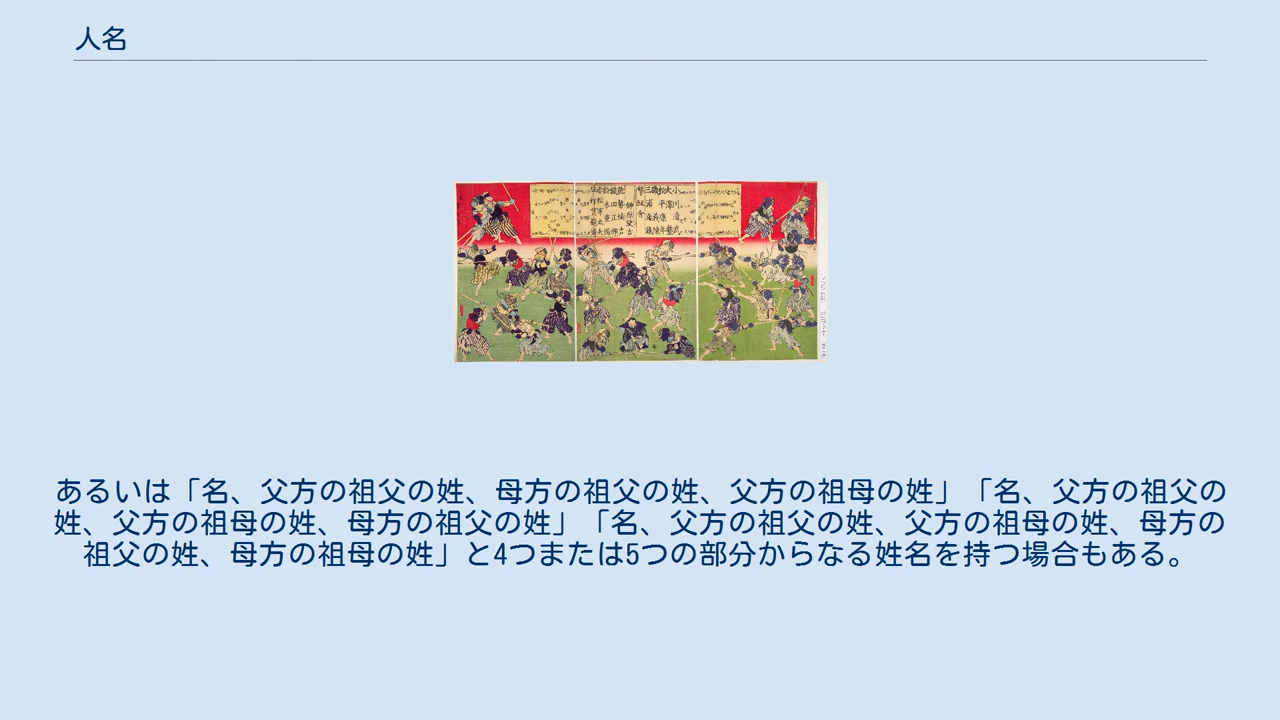 人名
あるいは「名、父方の祖父の姓、母方の祖父の姓、父方の祖母の姓」「名、父方の祖父の
姓、父方の祖母の姓、母方の祖父の姓」「名、父方の祖父の姓、父方の祖母の姓、母方の
祖父の姓、母方の祖母の姓」と4つまたは5つの部分からなる姓名を持つ場合もある。